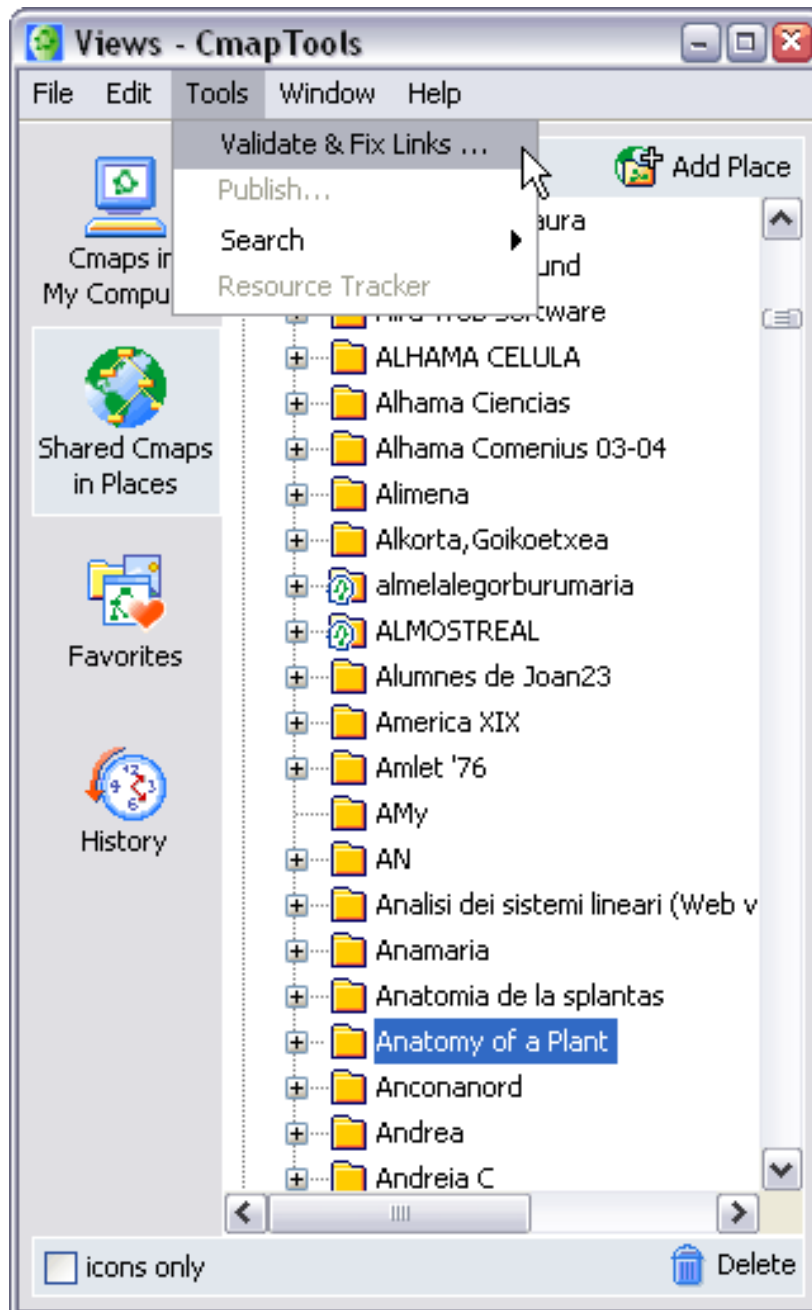 Views - CmapTools
File Edit Tools Window Help
Validate & Fix Links ...
Publish...
Search
Resource Tracker
Add Place
Cmaps in
My Compu
Shared Cmaps
in Places
Favorites
History
aura
und
Software
ALHAMA CELULA
Alhama Ciencias
Alhama Comenius 03-04
Alimena
Alkorta,Goikoetxea
almelalegorburumaria
ALMOSTREAL
Alumnes de Joan23
America XIX
Amlet '76
AMy
AN
Analisi dei sistemi lineari (Web v
Anamaria
Anatomia de la splantas
Anatomy of a Plant
Anconanord
Andrea
Andreia C
icons only
Delete